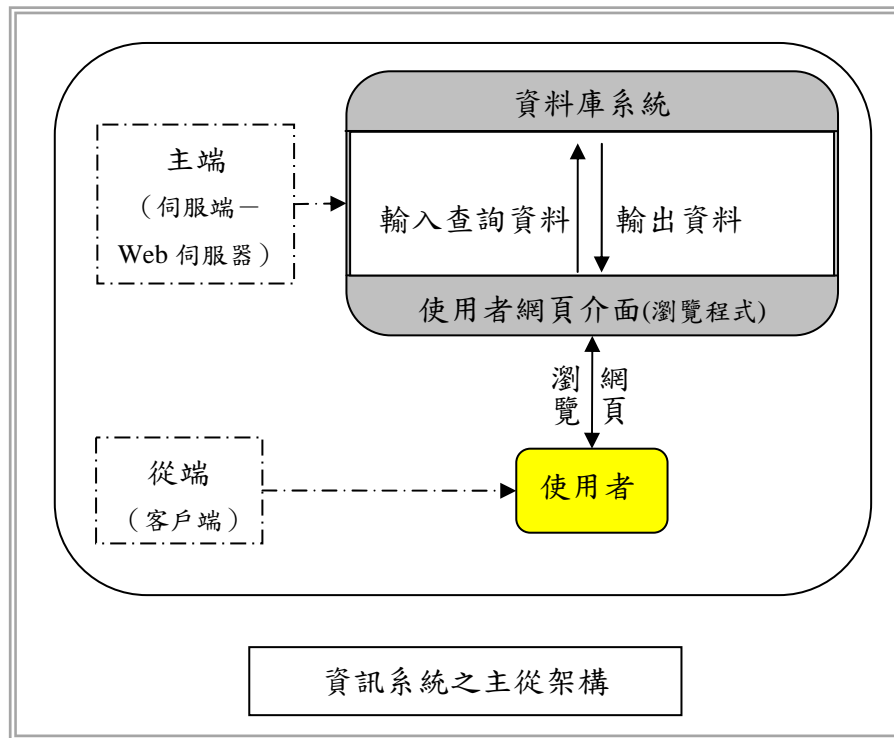 資料庫系統
主端
（伺服端－
Web 伺服器）
輸入查詢資料
輸出資料
使用者網頁介面(瀏覽程式)
瀏覽
網頁
從端
（客戶端）
使用者
資訊系統之主從架構